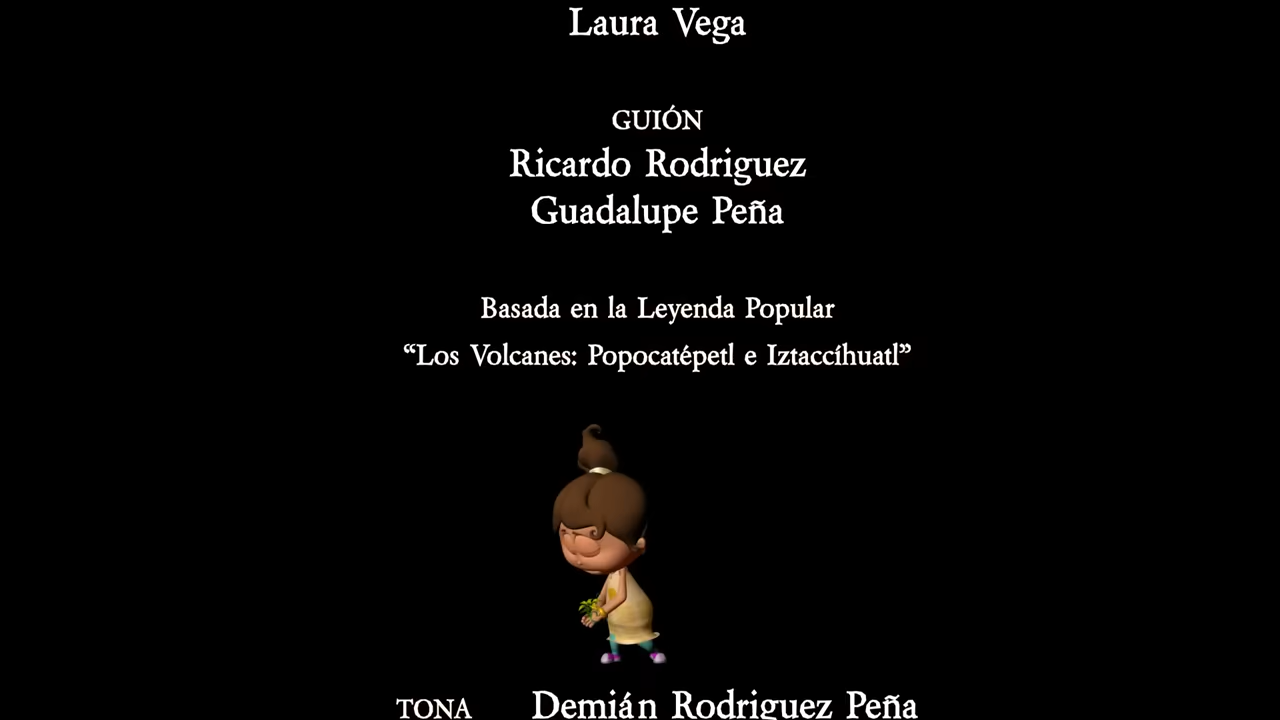 Laura Vega
GUIÓN
Ricardo Rodriguez
Guadalupe Peña
Basada en la Leyenda Popular
“Los Volcanes: Popocatépetl e Iztaccíhuatl”
TONA Demián Rodriguez Peña